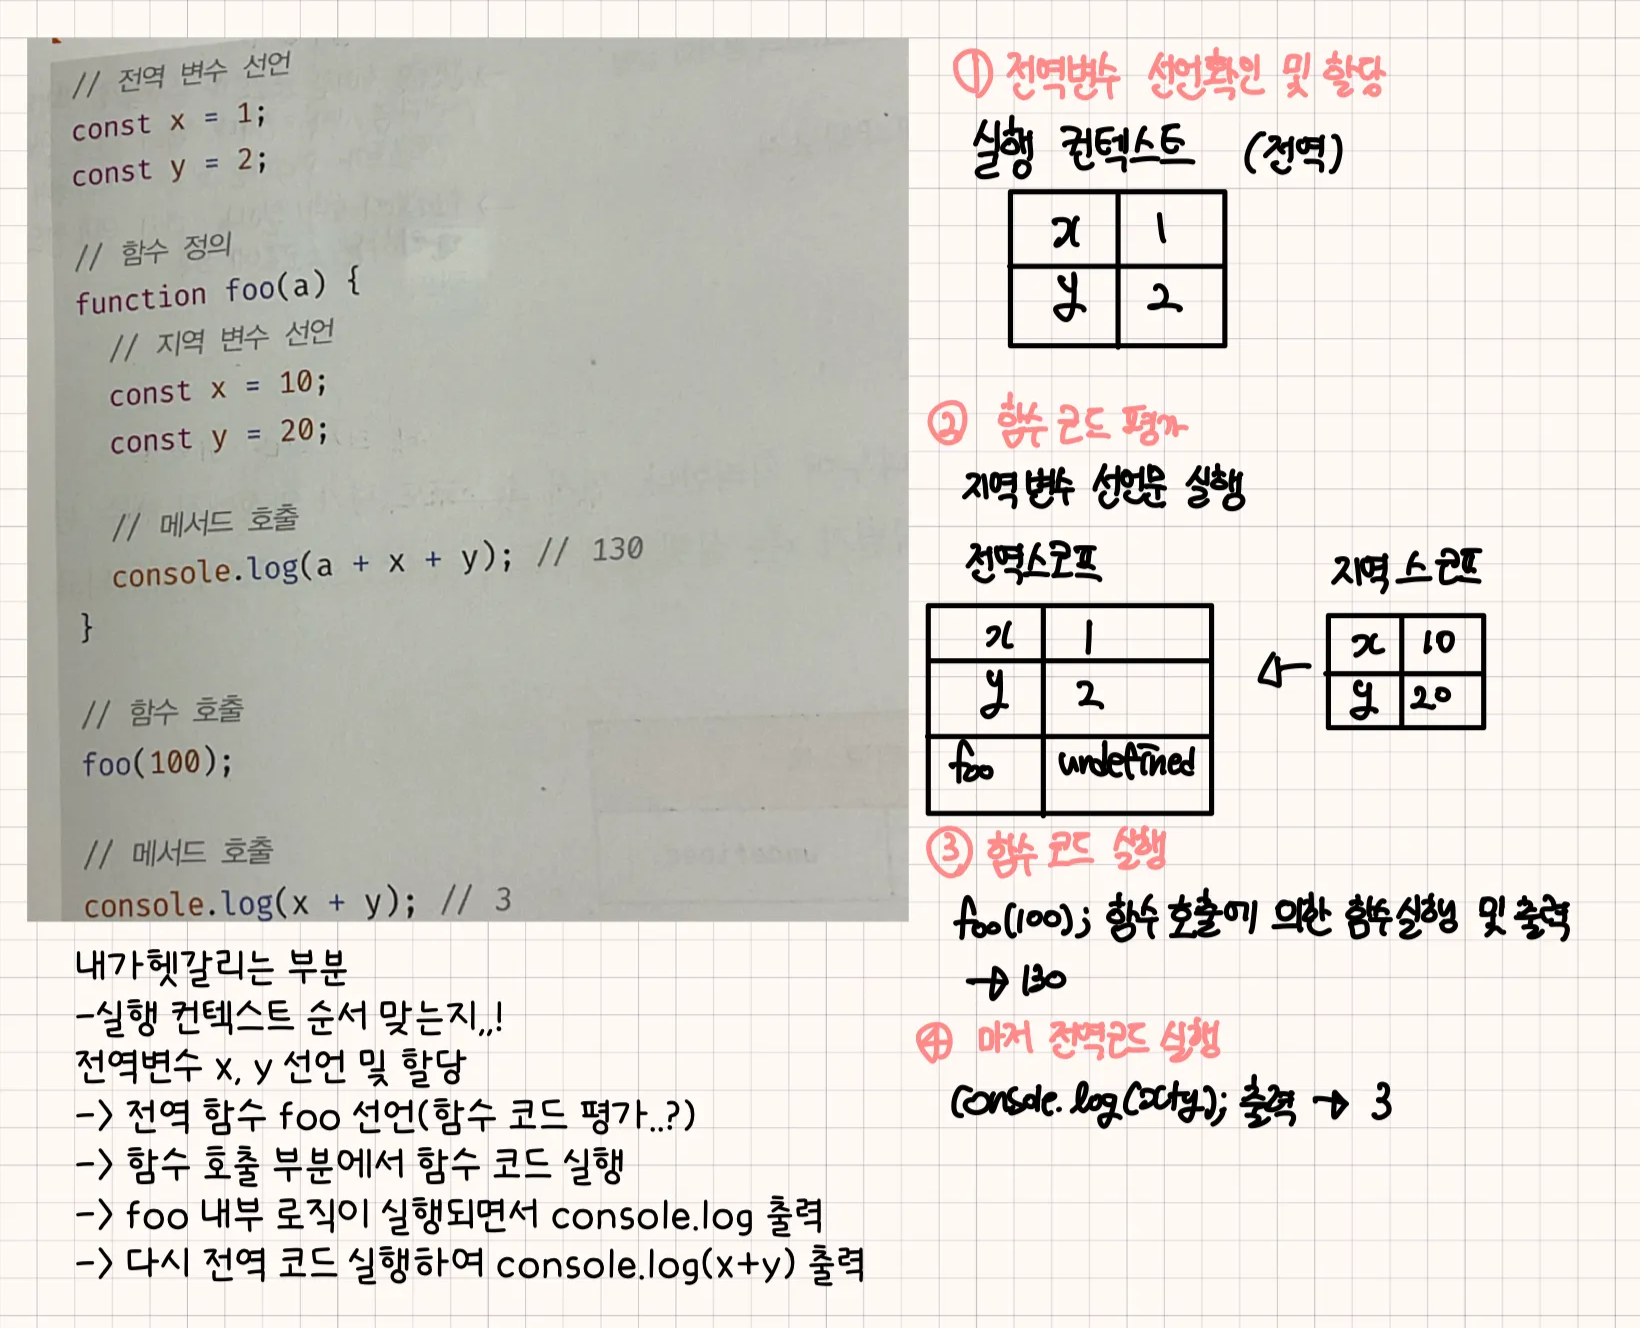 // 전역 변수 선언
const x = 1;
const y = 2;
// 함수 정의
function foo(a) {
// 지역 변수 선언
const x = 10;
const y = 20;
// 메서드 호출
console.log(a + x + y); // 130
}
// 함수 호출
foo(100);
// 메서드 호출
console.log(x + y); // 3
내가헷갈리는 부분
-실행 컨텍스트 순서 맞는지,,!
전역변수 x, y 선언 및 할당
-> 전역 함수 foo 선언(함수 코드 평가..?)
-> 함수 호출 부분에서 함수 코드 실행
-> foo 내부 로직이 실행되면서 console.log 출력
-> 다시 전역 코드 실행하여 console.log(x+y) 출력
① 전역변수 선언확인 및 할당
실행 컨텍스트 (전역)
x 1
y 2
② 함수 코드 평가
지역변수 선언문 실행
전역스코프 지역스코프
x 1
y 2
foo undefined
←
x 10
y 20
③ 함수 코드 실행
foo(100); 함수 호출에 의한 함수실행 및 출력
→ 130
④ 마저 전역코드 실행
console.log(x+y); 출력 → 3